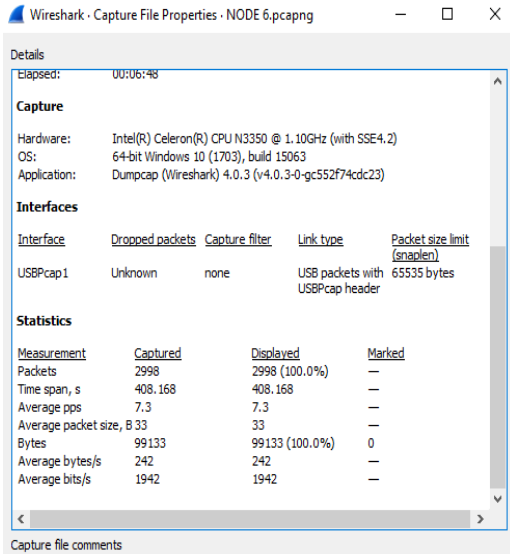 Wireshark · Capture File Properties · NODE 6.pcapng
Details
Elapsed: 00:06:48
Capture
Hardware: Intel(R) Celeron(R) CPU N3350 @ 1.10GHz (with SSE4.2)
OS: 64-bit Windows 10 (1703), build 15063
Application: Dumpcap (Wireshark) 4.0.3 (v4.0.3-0-gc552f74cdc23)
Interfaces
Interface Dropped packets Capture filter Link type Packet size limit
(snaplen)
USBPcap1 Unknown none USB packets with 65535 bytes
USBPcap header
Statistics
Measurement Captured Displayed Marked
Packets 2998 2998 (100.0%) —
Time span, s 408.168 408.168 —
Average pps 7.3 7.3 —
Average packet size, B 33 33 —
Bytes 99133 99133 (100.0%) 0
Average bytes/s 242 242 —
Average bits/s 1942 1942 —
Capture file comments